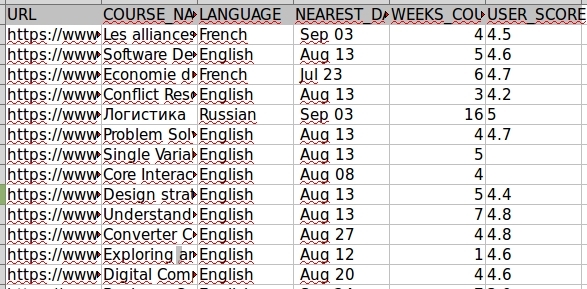 URL COURSE_NA LANGUAGE NEAREST_D WEEKS_COU USER_SCORE
https://www Les alliances French Sep 03 4 4.5
https://www Software De English Aug 13 5 4.6
https://www Economie d French Jul 23 6 4.7
https://www Conflict Res English Aug 13 3 4.2
https://www Логистика Russian Sep 03 16 5
https://www Problem Sol English Aug 13 4 4.7
https://www Single Varia English Aug 13 5
https://www Core Interac English Aug 08 4
https://www Design strat English Aug 13 5 4.4
https://www Understand English Aug 13 7 4.8
https://www Converter C English Aug 27 4 4.8
https://www Exploring an English Aug 12 1 4.6
https://www Digital Com English Aug 20 4 4.6